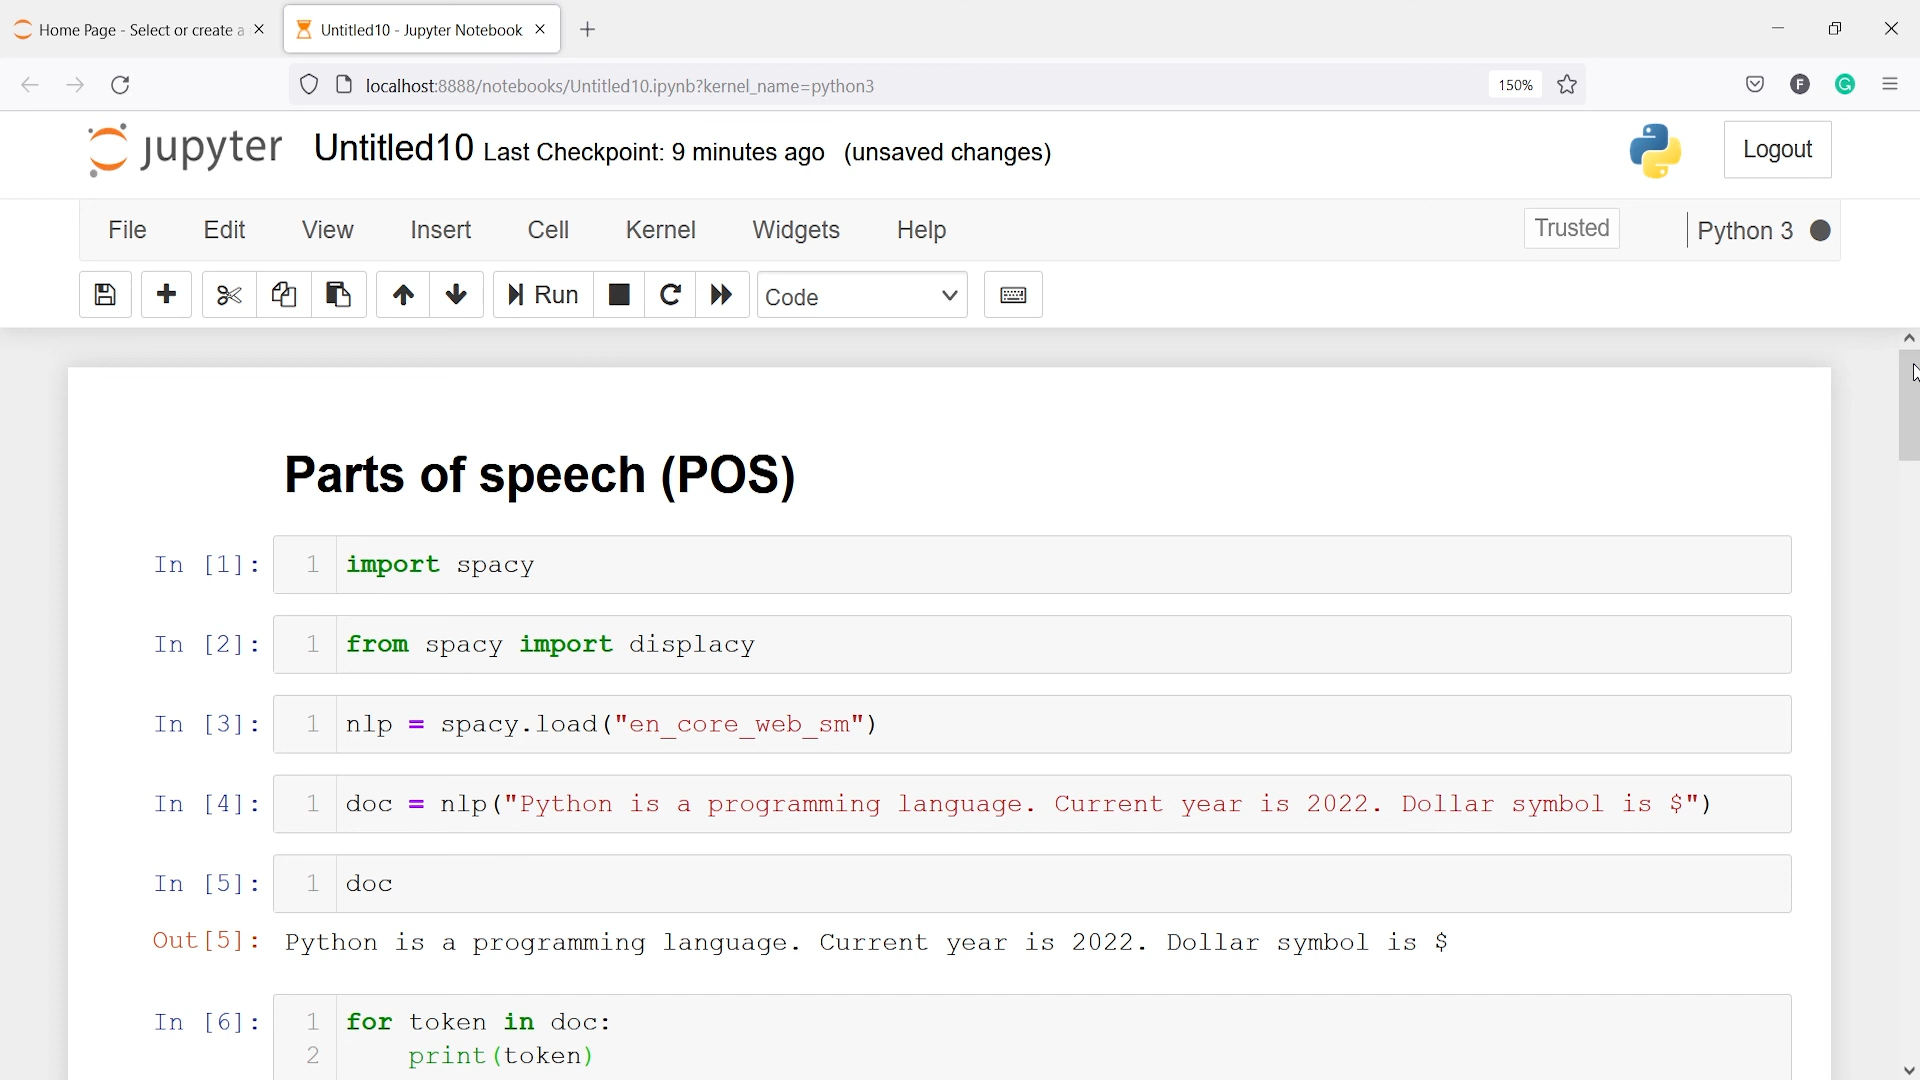 Home Page - Select or create a
Untitled10 - Jupyter Notebook
localhost:8888/notebooks/Untitled10.ipynb?kernel_name=python3
150%
F
G
jupyter Untitled10 Last Checkpoint: 9 minutes ago (unsaved changes)
Logout
File Edit View Insert Cell Kernel Widgets Help
Trusted
Python 3
Run
Code
Parts of speech (POS)
In [1]: 1 import spacy
In [2]: 1 from spacy import displacy
In [3]: 1 nlp = spacy.load("en_core_web_sm")
In [4]: 1 doc = nlp("Python is a programming language. Current year is 2022. Dollar symbol is $")
In [5]: 1 doc
Out[5]: Python is a programming language. Current year is 2022. Dollar symbol is $
In [6]: 1 for token in doc:
2     print(token)